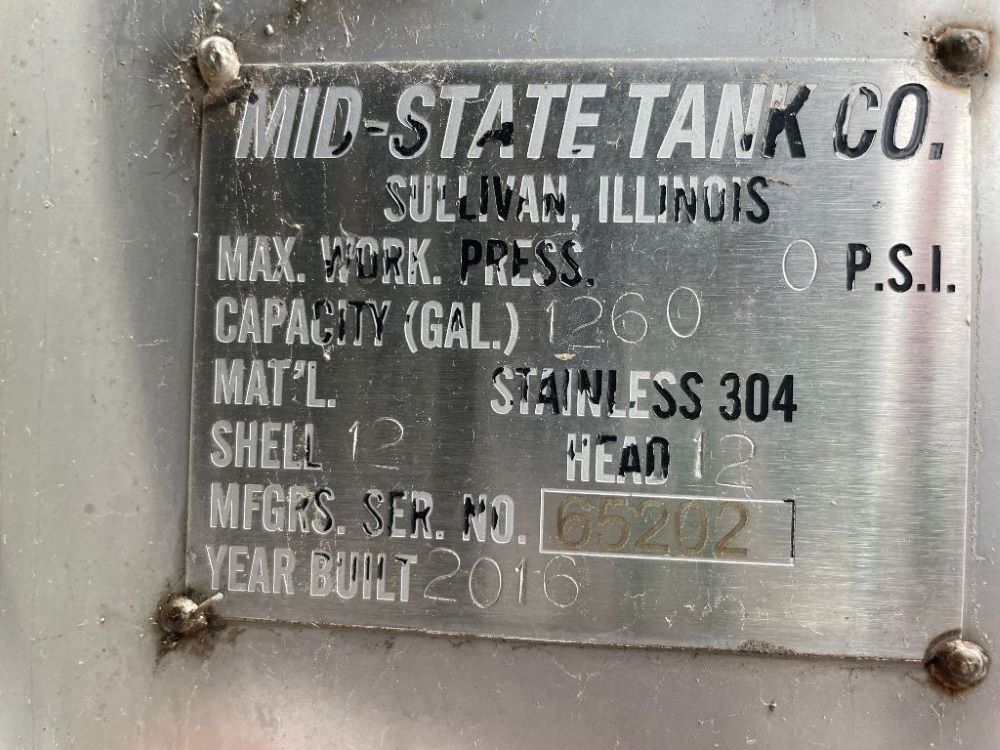 MID-STATE TANK CO.
SULLIVAN, ILLINOIS
MAX. WORK. PRESS. 0 P.S.I.
CAPACITY (GAL.) 1260
MAT'L. STAINLESS 304
SHELL 12 HEAD 12
MFGRS. SER. NO. 65202
YEAR BUILT 2016